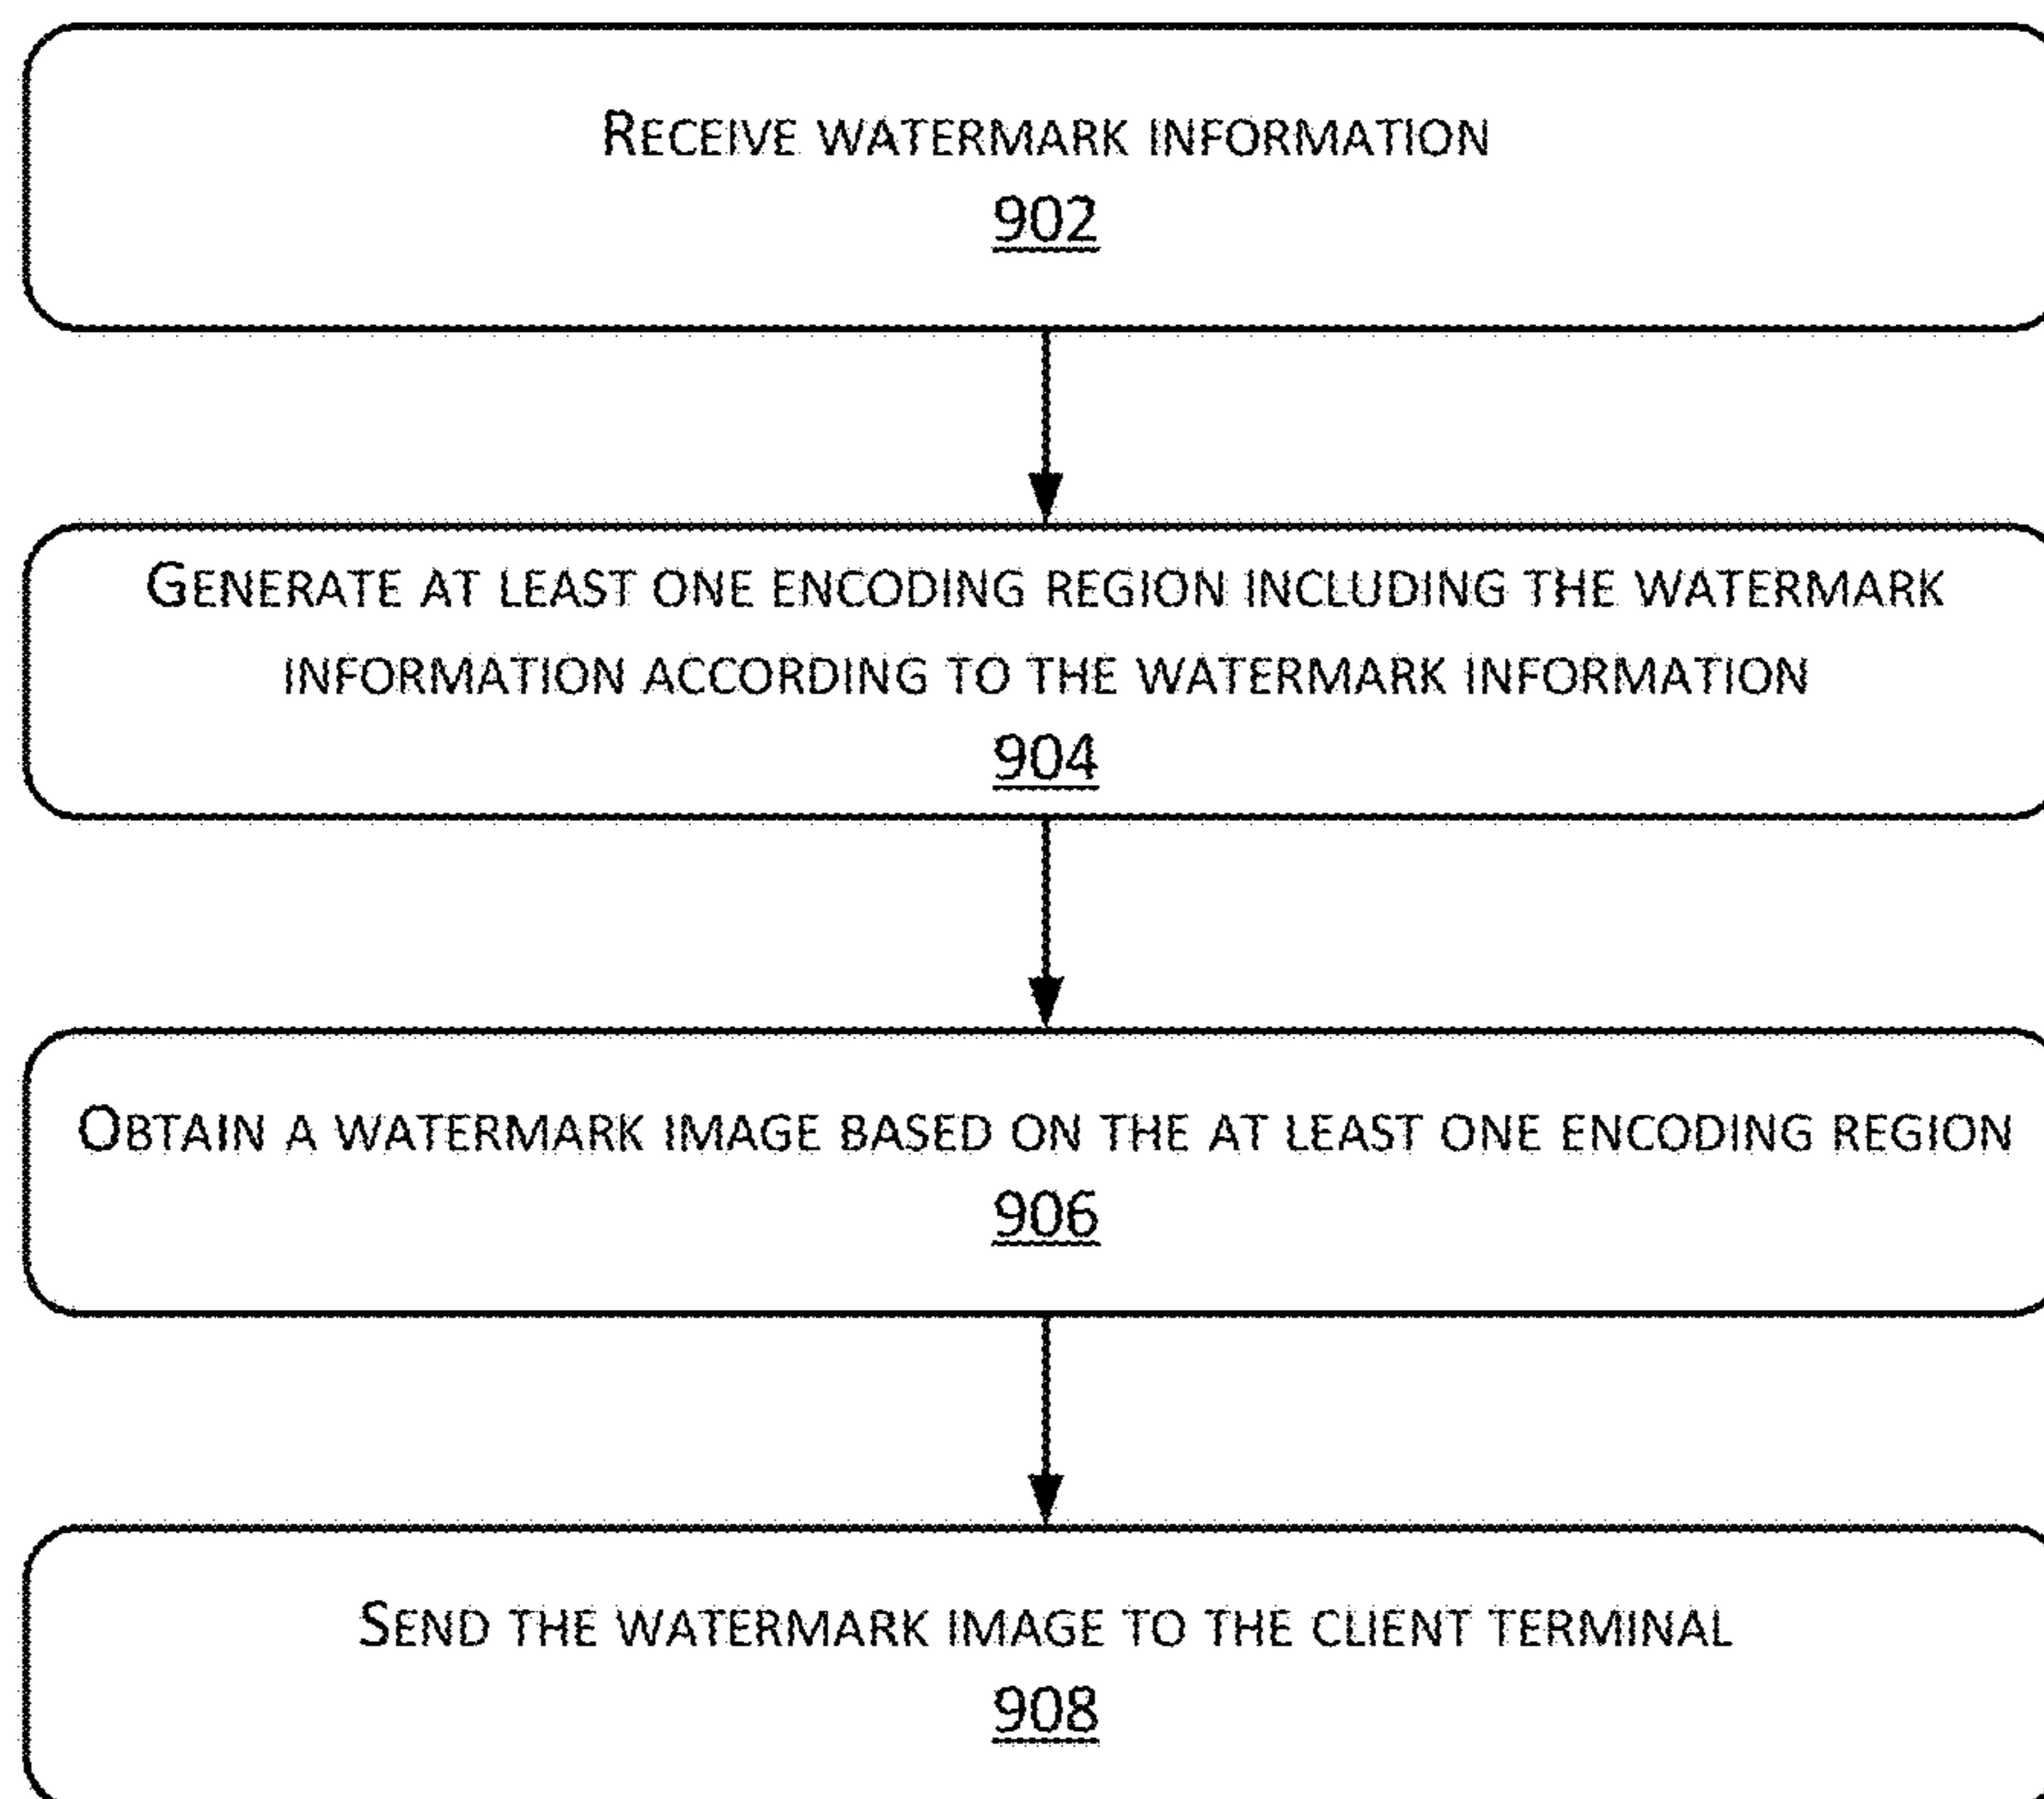 RECEIVE WATERMARK INFORMATION
902
GENERATE AT LEAST ONE ENCODING REGION INCLUDING THE WATERMARK
INFORMATION ACCORDING TO THE WATERMARK INFORMATION
904
OBTAIN A WATERMARK IMAGE BASED ON THE AT LEAST ONE ENCODING REGION
906
SEND THE WATERMARK IMAGE TO THE CLIENT TERMINAL
908